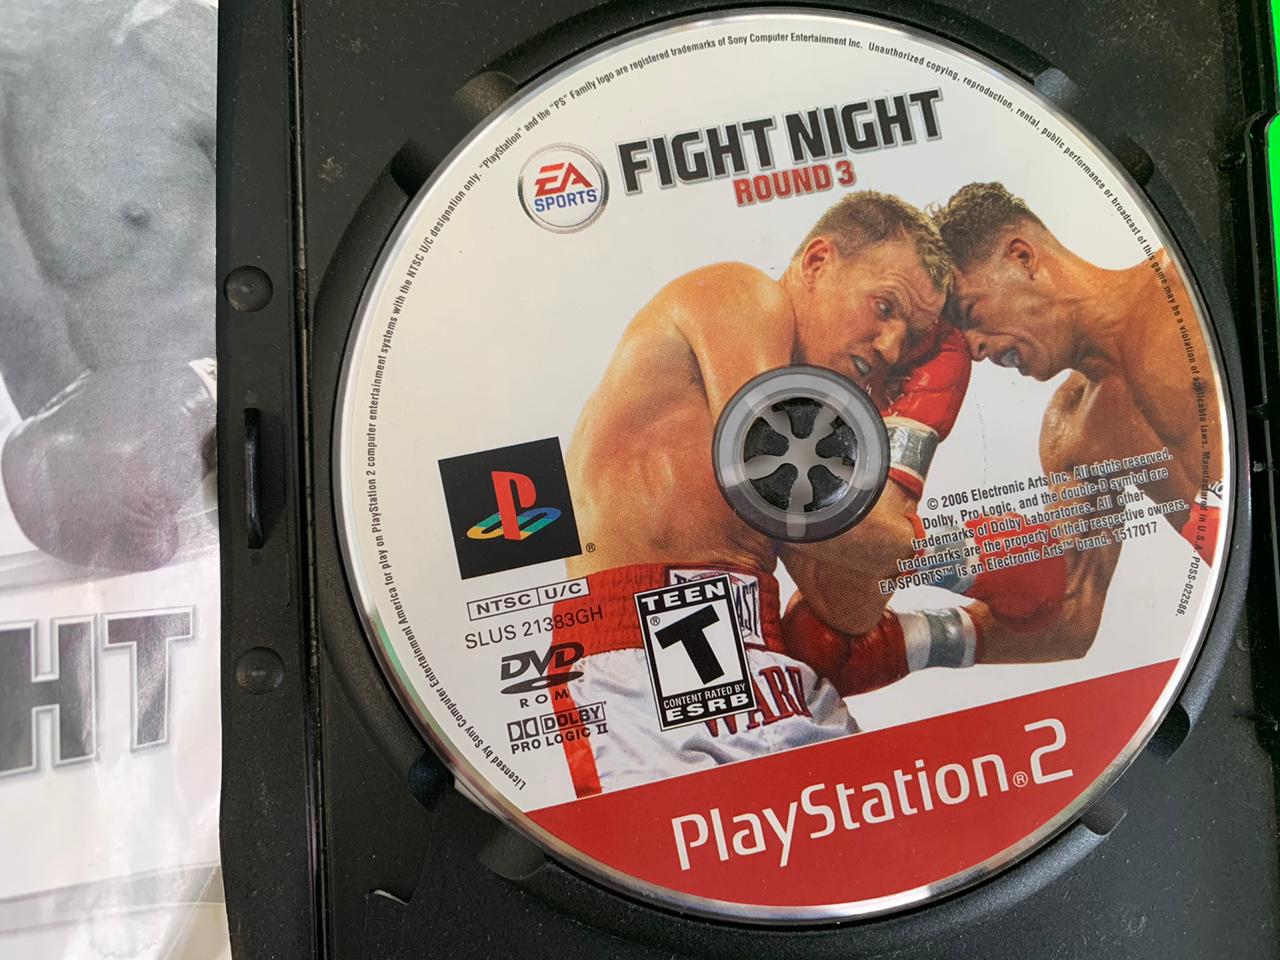 HT
Licensed by Sony Computer Entertainment America for play on PlayStation 2 computer entertainment systems with the NTSC U/C designation only. "PlayStation" and the "PS" Family logo are registered trademarks of Sony Computer Entertainment Inc. Unauthorized copying, reproduction, rental, public performance or broadcast of this game may be a violation of applicable laws. Manufactured in U.S.A. PDSS-022586.
EA
SPORTS™
FIGHT NIGHT
ROUND 3
© 2006 Electronic Arts Inc. All rights reserved.
Dolby, Pro Logic, and the double-D symbol are
trademarks of Dolby Laboratories. All other
trademarks are the property of their respective owners.
EA SPORTS™ is an Electronic Arts™ brand. 1517017
®
NTSC U/C
SLUS 21383GH
DVD
ROM
DOLBY
PRO LOGIC II
TEEN
T
®
CONTENT RATED BY
ESRB
WARD
PlayStation®2